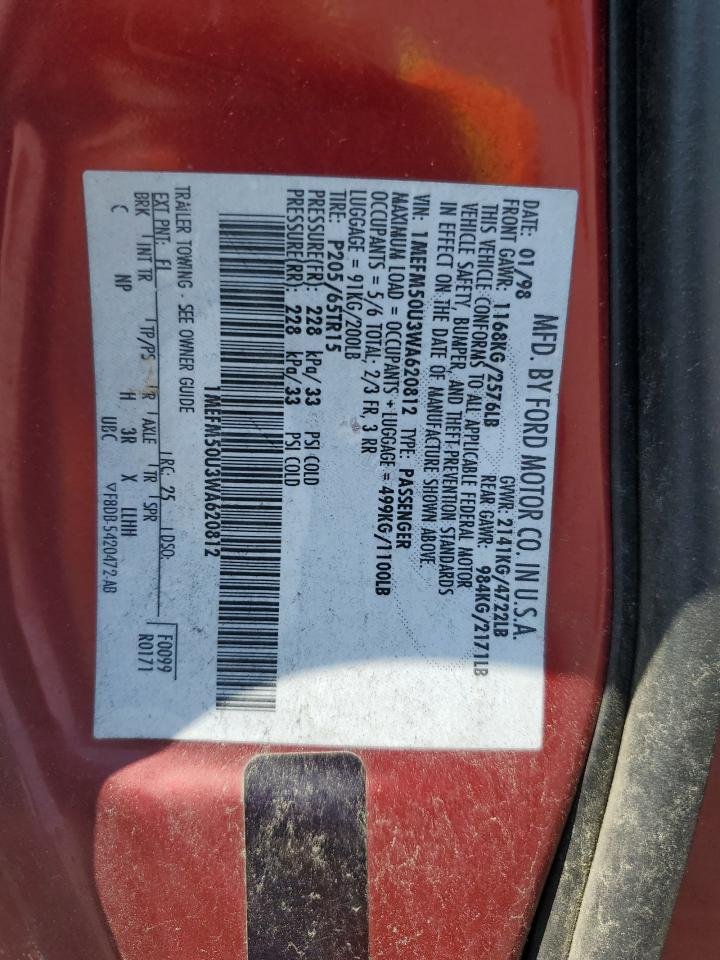 MFD. BY FORD MOTOR CO. IN U.S.A.
DATE: 01/98 GVWR: 2141KG/4722LB
FRONT GAWR: 1168KG/2576LB REAR GAWR: 984KG/2171LB
THIS VEHICLE CONFORMS TO ALL APPLICABLE FEDERAL MOTOR
VEHICLE SAFETY, BUMPER, AND THEFT PREVENTION STANDARDS
IN EFFECT ON THE DATE OF MANUFACTURE SHOWN ABOVE.
VIN: 1MEFM50U3WA620812 TYPE: PASSENGER
MAXIMUM LOAD = OCCUPANTS + LUGGAGE = 499KG/1100LB
OCCUPANTS = 5/6 TOTAL: 2/3 FR, 3 RR
LUGGAGE = 91KG/200LB
TIRE: P205/65TR15
PRESSURE(FR): 228 kPa/33 PSI COLD
PRESSURE(RR): 228 kPa/33 PSI COLD
1MEFM50U3WA620812
TRAILER TOWING - SEE OWNER GUIDE
EXT PNT: FI RC: 25 DSO: F0099
BRK INT TR TP/PS R AXLE TR SPR R0171
C NP H 3R X LLHH
UBC ▽F8DB-5420472-AB